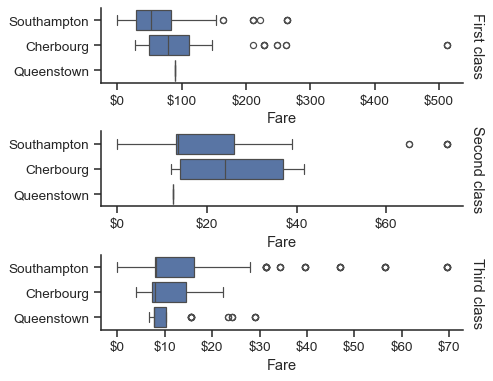 Southampton
Cherbourg
Queenstown
$0 $100 $200 $300 $400 $500
Fare
First class
Southampton
Cherbourg
Queenstown
$0 $20 $40 $60
Fare
Second class
Southampton
Cherbourg
Queenstown
$0 $10 $20 $30 $40 $50 $60 $70
Fare
Third class